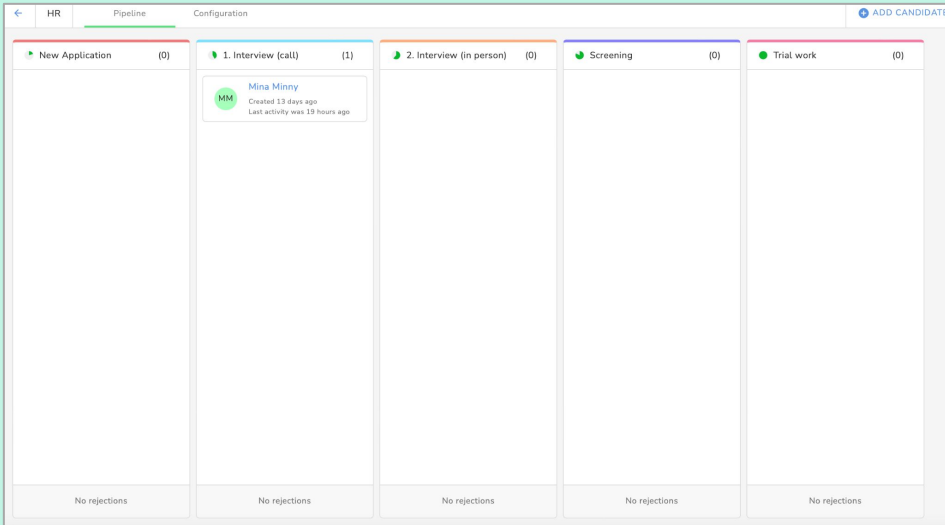 HR Pipeline Configuration ADD CANDIDATE
New Application (0)
1. Interview (call) (1)
2. Interview (in person) (0)
Screening (0)
Trial work (0)
MM
Mina Minny
Created 13 days ago
Last activity was 19 hours ago
No rejections
No rejections
No rejections
No rejections
No rejections